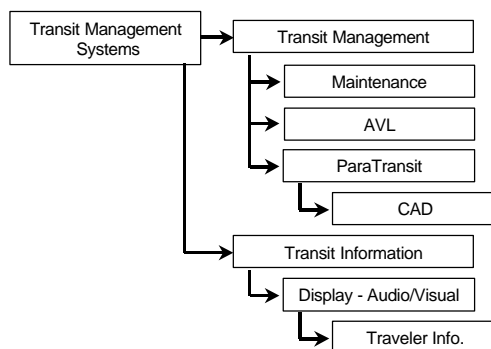 Transit Management
Systems
Transit Management
Maintenance
AVL
ParaTransit
CAD
Transit Information
Display - Audio/Visual
Traveler Info.